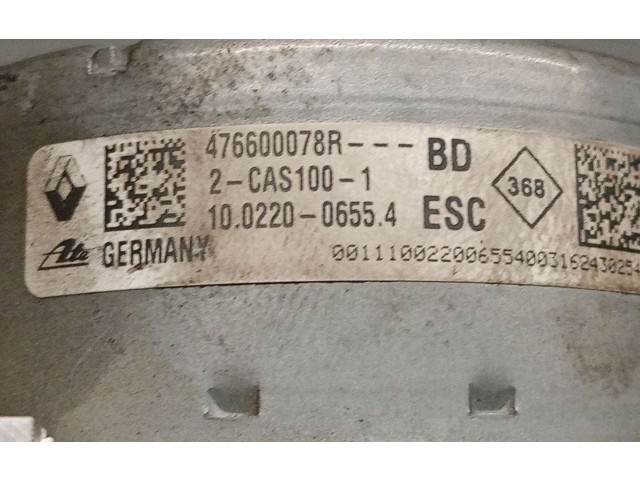 476600078R--- BD
2-CAS100-1
368
10.0220-0655.4 ESC
Ate GERMANY
00111002200655400316243025